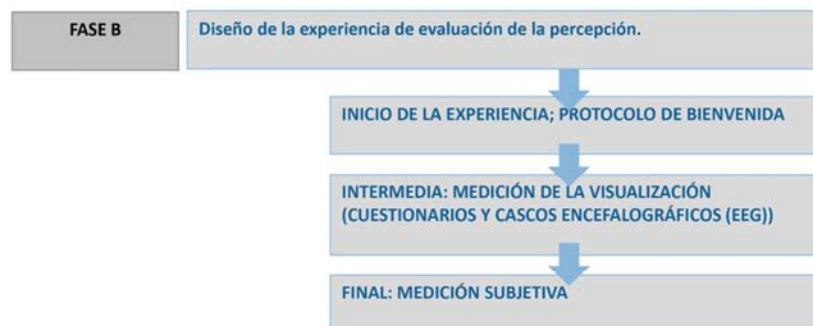 FASE B
Diseño de la experiencia de evaluación de la percepción.
INICIO DE LA EXPERIENCIA; PROTOCOLO DE BIENVENIDA
INTERMEDIA: MEDICIÓN DE LA VISUALIZACIÓN
(CUESTIONARIOS Y CASCOS ENCEFALOGRÁFICOS (EEG))
FINAL: MEDICIÓN SUBJETIVA